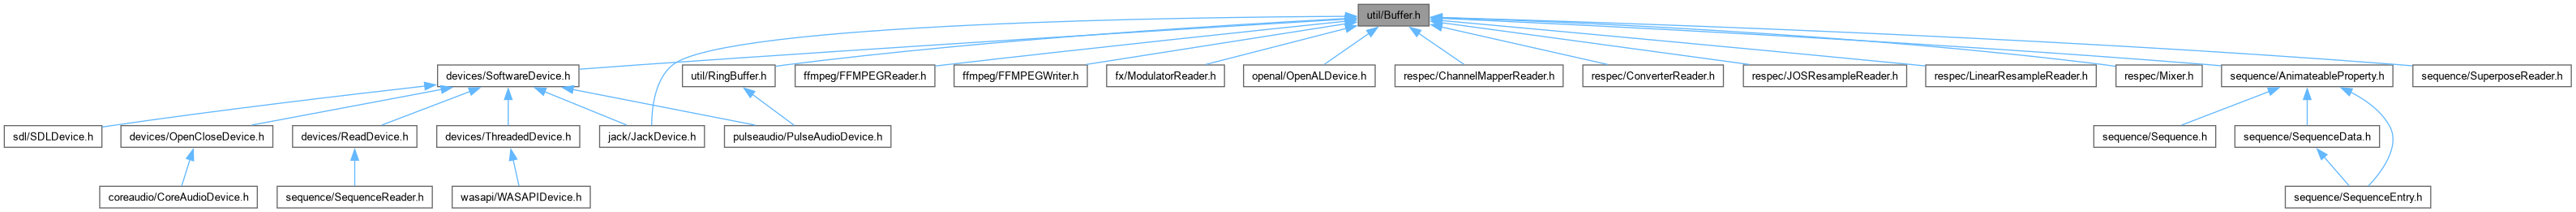 util/Buffer.h
devices/SoftwareDevice.h
util/RingBuffer.h
ffmpeg/FFMPEGReader.h
ffmpeg/FFMPEGWriter.h
fx/ModulatorReader.h
openal/OpenALDevice.h
respec/ChannelMapperReader.h
respec/ConverterReader.h
respec/JOSResampleReader.h
respec/LinearResampleReader.h
respec/Mixer.h
sequence/AnimateableProperty.h
sequence/SuperposeReader.h
sdl/SDLDevice.h
devices/OpenCloseDevice.h
devices/ReadDevice.h
devices/ThreadedDevice.h
jack/JackDevice.h
pulseaudio/PulseAudioDevice.h
sequence/Sequence.h
sequence/SequenceData.h
coreaudio/CoreAudioDevice.h
sequence/SequenceReader.h
wasapi/WASAPIDevice.h
sequence/SequenceEntry.h